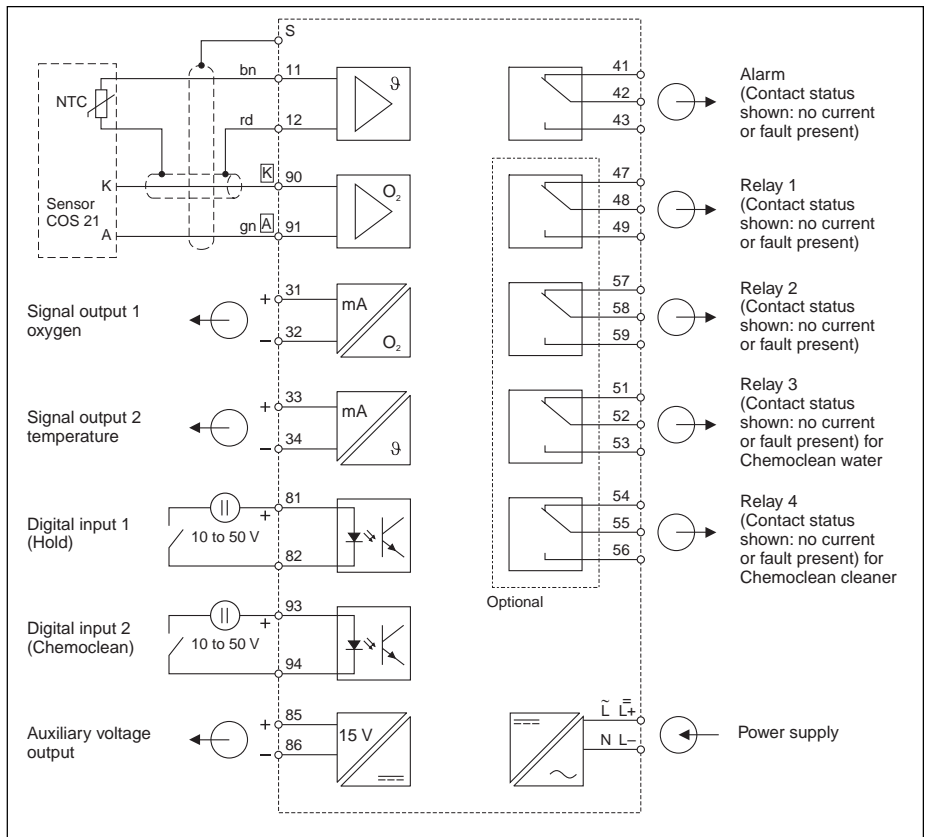 S
bn 11
ϑ
NTC
rd 12
K
K 90
O₂
Sensor
COS 21
A
gn A 91
Signal output 1
oxygen
+ 31
mA
− 32
O₂
Signal output 2
temperature
+ 33
mA
− 34
ϑ
Digital input 1
(Hold)
81
+
10 to 50 V
82
Digital input 2
(Chemoclean)
93
+
10 to 50 V
94
Auxiliary voltage
output
+ 85
15 V
− 86
41
42
43
Alarm
(Contact status
shown: no current
or fault present)
47
48
49
Relay 1
(Contact status
shown: no current
or fault present)
57
58
59
Relay 2
(Contact status
shown: no current
or fault present)
51
52
53
Relay 3
(Contact status
shown: no current
or fault present) for
Chemoclean water
54
55
56
Relay 4
(Contact status
shown: no current
or fault present) for
Chemoclean cleaner
Optional
~ =
L L+
N L–
Power supply